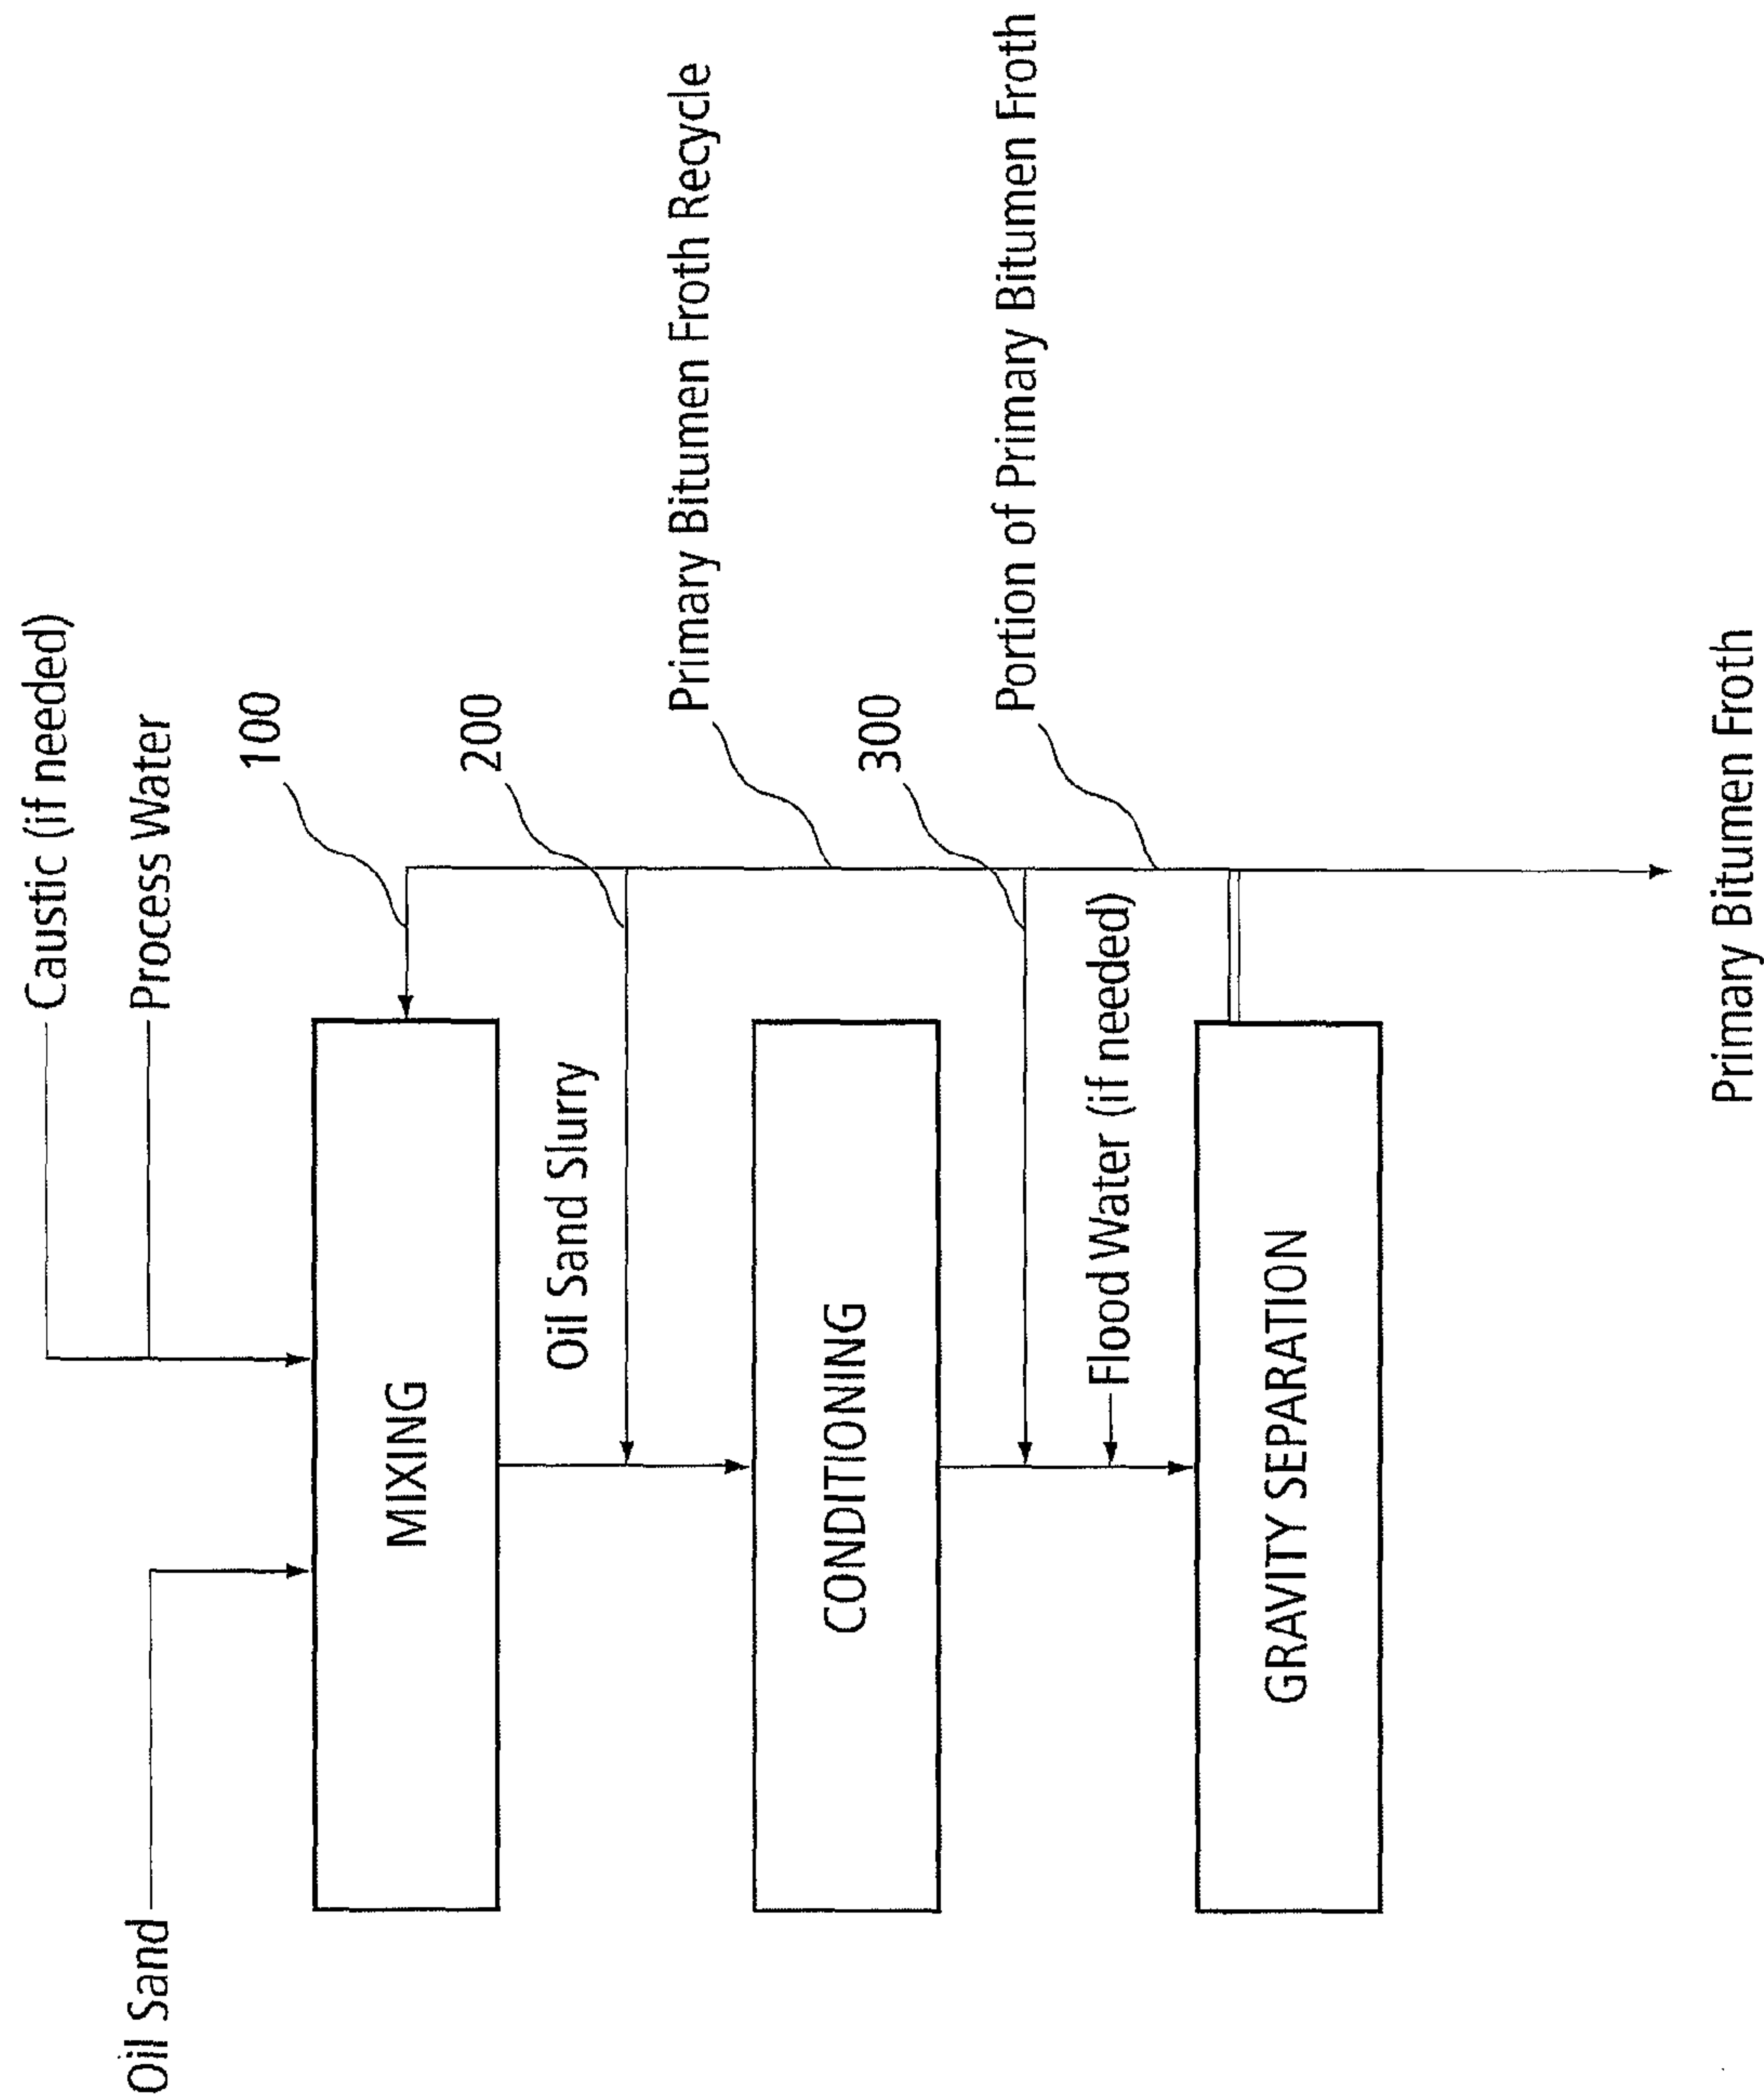 Caustic (if needed)
Process Water
Oil Sand
100
MIXING
Oil Sand Slurry
200
Primary Bitumen Froth Recycle
CONDITIONING
300
Portion of Primary Bitumen Froth
Flood Water (if needed)
GRAVITY SEPARATION
Primary Bitumen Froth